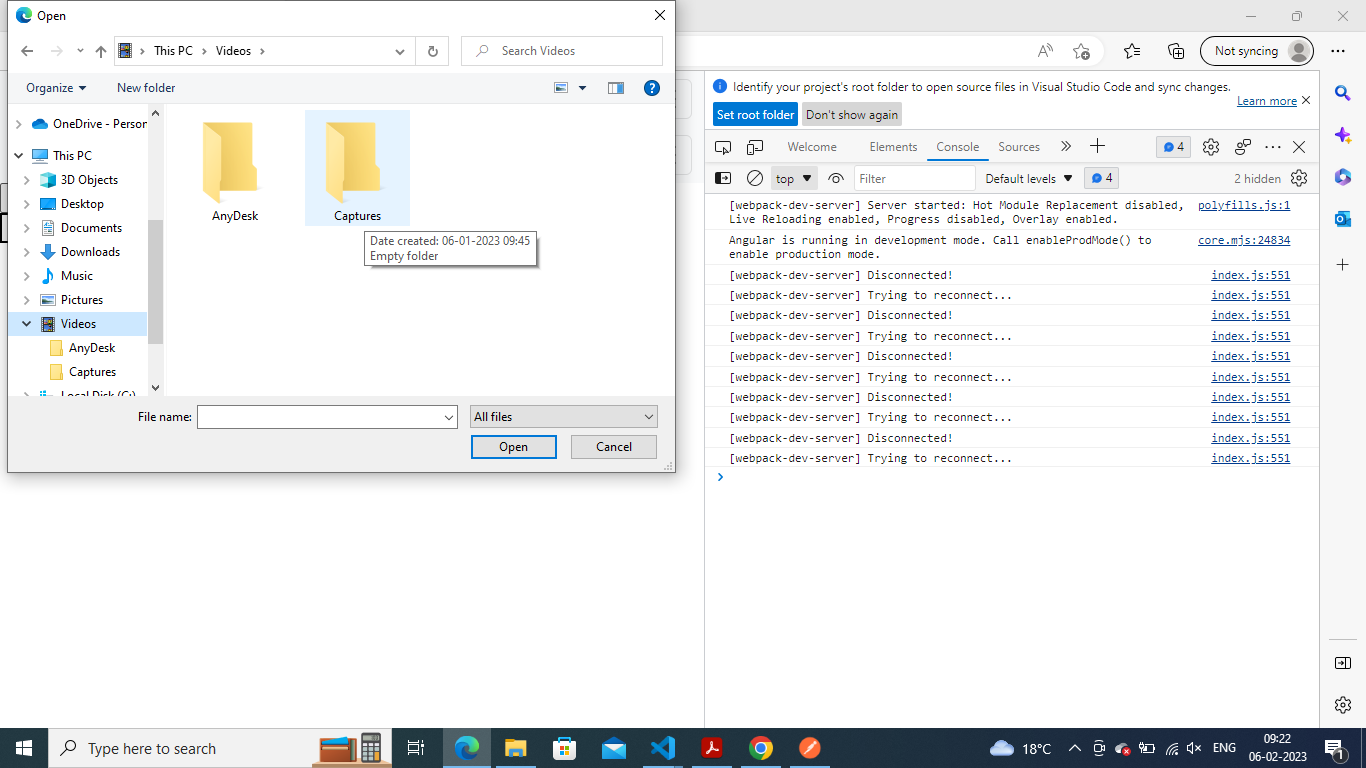 Open
This PC
Videos
Search Videos
Organize
New folder
OneDrive - Person
This PC
3D Objects
Desktop
Documents
Downloads
Music
Pictures
Videos
AnyDesk
Captures
AnyDesk
Captures
Date created: 06-01-2023 09:45
Empty folder
File name:
All files
Open
Cancel
Not syncing
Identify your project's root folder to open source files in Visual Studio Code and sync changes.
Learn more
Set root folder
Don't show again
Welcome
Elements
Console
Sources
4
top
Filter
Default levels
4
2 hidden
[webpack-dev-server] Server started: Hot Module Replacement disabled, polyfills.js:1
Live Reloading enabled, Progress disabled, Overlay enabled.
Angular is running in development mode. Call enableProdMode() to core.mjs:24834
enable production mode.
[webpack-dev-server] Disconnected! index.js:551
[webpack-dev-server] Trying to reconnect... index.js:551
[webpack-dev-server] Disconnected! index.js:551
[webpack-dev-server] Trying to reconnect... index.js:551
[webpack-dev-server] Disconnected! index.js:551
[webpack-dev-server] Trying to reconnect... index.js:551
[webpack-dev-server] Disconnected! index.js:551
[webpack-dev-server] Trying to reconnect... index.js:551
[webpack-dev-server] Disconnected! index.js:551
[webpack-dev-server] Trying to reconnect... index.js:551
Type here to search
18°C
ENG
09:22
06-02-2023
1